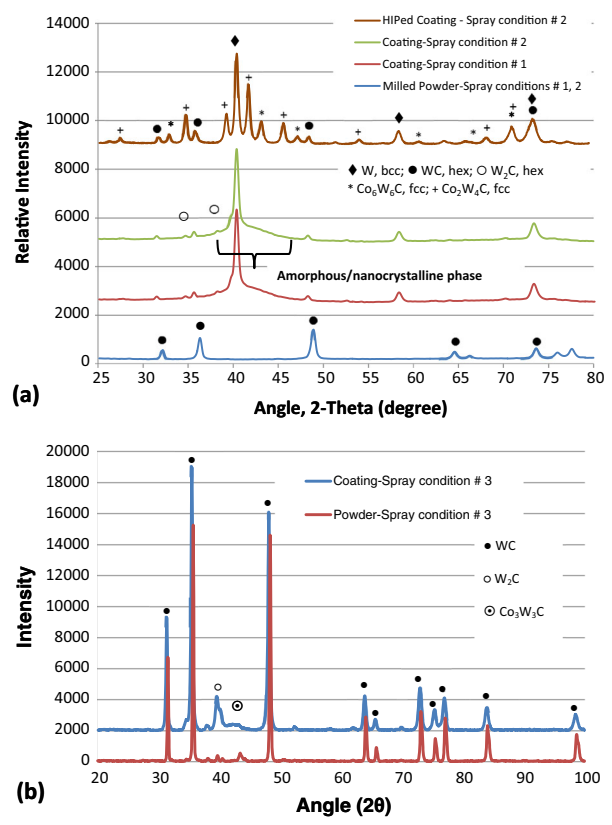 14000
12000
10000
8000
6000
4000
2000
000
Relative Intensity
HIPed Coating - Spray condition # 2
Coating-Spray condition # 2
Coating-Spray condition # 1
Milled Powder-Spray conditions # 1, 2
♦ W, bcc; ● WC, hex; ○ W₂C, hex
* Co₆W₆C, fcc; + Co₂W₄C, fcc
Amorphous/nanocrystalline phase
25 30 35 40 45 50 55 60 65 70 75 80
Angle, 2-Theta (degree)
(a)
20000
18000
16000
14000
12000
10000
8000
6000
4000
2000
0
Intensity
Coating-Spray condition # 3
Powder-Spray condition # 3
● WC
○ W₂C
⊙ Co₃W₃C
20 30 40 50 60 70 80 90 100
Angle (2θ)
(b)